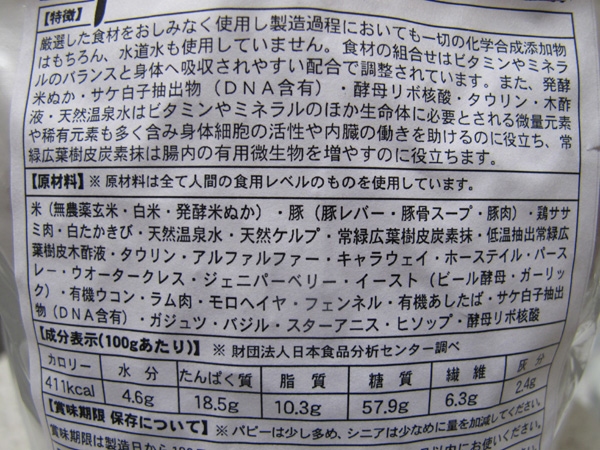 【特徴】
厳選した食材をおしみなく使用し製造過程においても一切の化学合成添加物
はもちろん、水道水も使用していません。食材の組合せはビタミンやミネラ
ルのバランスと身体へ吸収されやすい配合で調整されています。また、発酵
米ぬか・サケ白子抽出物（DNA含有）・酵母リボ核酸・タウリン・木酢
液・天然温泉水はビタミンやミネラルのほか生命体に必要とされる微量元素
や稀有元素も多く含み身体細胞の活性や内臓の働きを助けるのに役立ち、常
緑広葉樹皮炭素抹は腸内の有用微生物を増やすのに役立ちます。
【原材料】※原材料は全て人間の食用レベルのものを使用しています。
米（無農薬玄米・白米・発酵米ぬか）・豚（豚レバー・豚骨スープ・豚肉）・鶏ササ
ミ肉・白たかきび・天然温泉水・天然ケルプ・常緑広葉樹皮炭素抹・低温抽出常緑広
葉樹皮木酢液・タウリン・アルファルファー・キャラウェイ・ホーステイル・バース
レー・ウオータークレス・ジェニパーベリー・イースト（ビール酵母・ガーリッ
ク）・有機ウコン・ラム肉・モロヘイヤ・フェンネル・有機あしたば・サケ白子抽出
物（DNA含有）・ガジュツ・バジル・スターアニス・ヒソップ・酵母リボ核酸
【成分表示(100gあたり)】※ 財団法人日本食品分析センター調べ
カロリー 水分 たんぱく質 脂質 糖質 繊維 灰分
411kcal 4.6g 18.5g 10.3g 57.9g 6.3g 2.4g
【賞味期限 保存について】※ パピーは少し多め、シニアは少なめに量を加減してください。
賞味期限は製造日から180日
以内にお使いください。